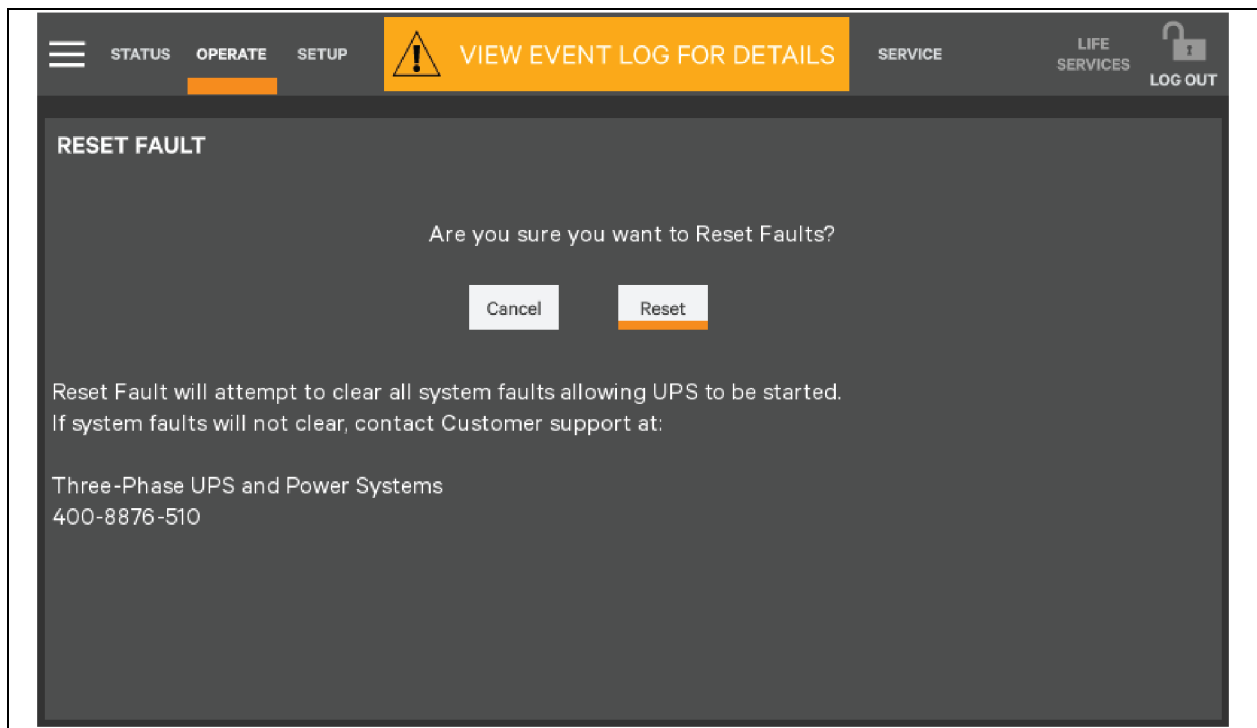 STATUS OPERATE SETUP VIEW EVENT LOG FOR DETAILS SERVICE LIFE SERVICES LOG OUT
RESET FAULT
Are you sure you want to Reset Faults?
Cancel Reset
Reset Fault will attempt to clear all system faults allowing UPS to be started.
If system faults will not clear, contact Customer support at:
Three-Phase UPS and Power Systems
400-8876-510